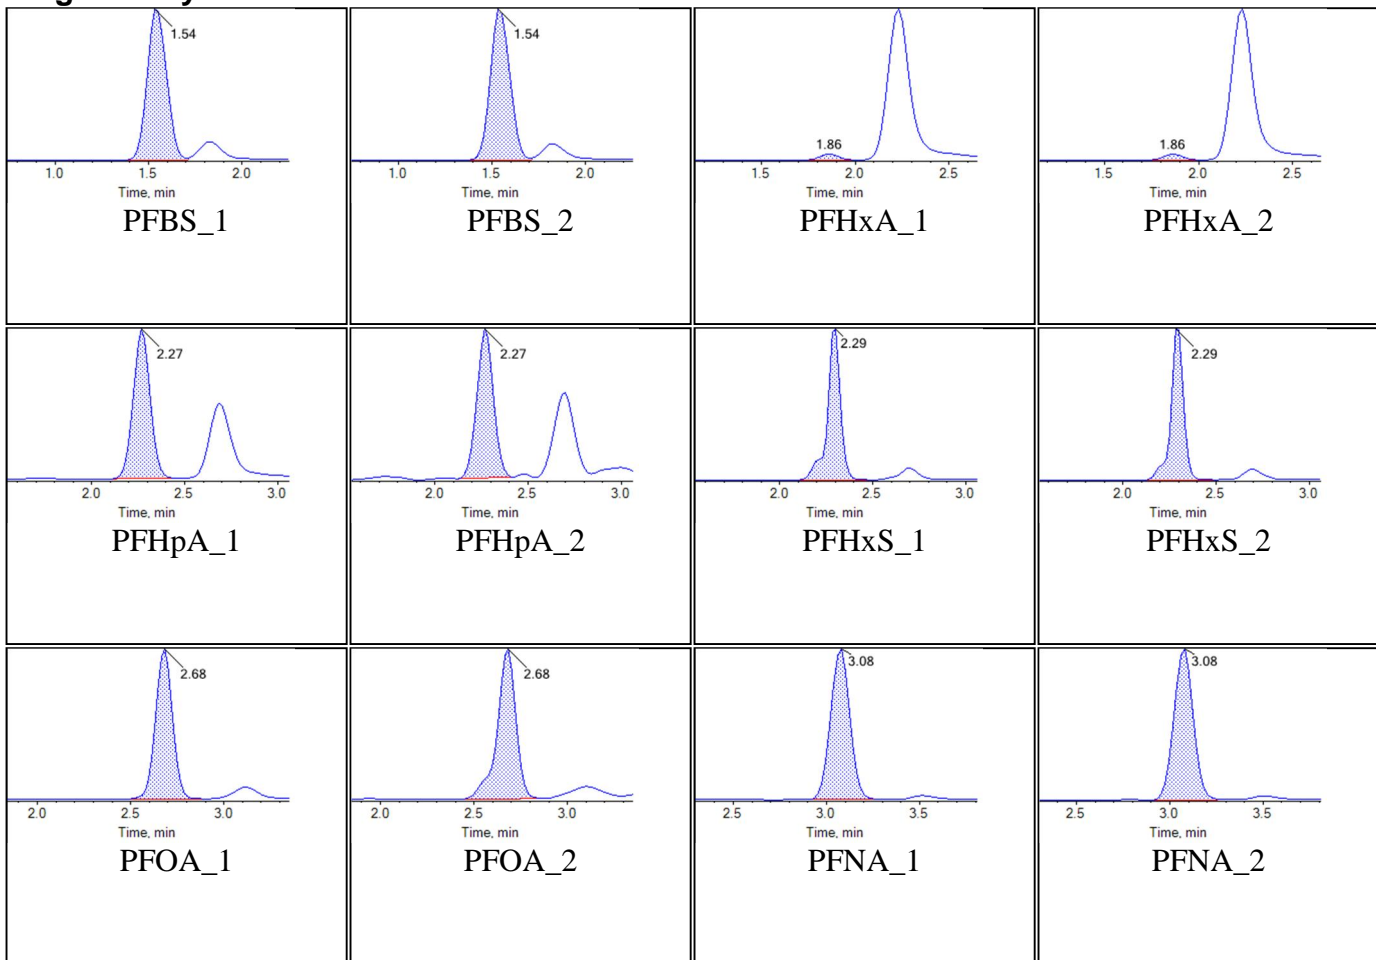 1.54 1.54
1.86 1.86
1.0 1.5 2.0 1.0 1.5 2.0 1.5 2.0 2.5 1.5 2.0 2.5
Time, min Time, min Time, min Time, min
PFBS_1 PFBS_2 PFHxA_1 PFHxA_2
2.27 2.27 2.29 2.29
2.0 2.5 3.0 2.0 2.5 3.0 2.0 2.5 3.0 2.0 2.5 3.0
Time, min Time, min Time, min Time, min
PFHpA_1 PFHpA_2 PFHxS_1 PFHxS_2
2.68 2.68 3.08 3.08
2.0 2.5 3.0 2.0 2.5 3.0 2.5 3.0 3.5 2.5 3.0 3.5
Time, min Time, min Time, min Time, min
PFOA_1 PFOA_2 PFNA_1 PFNA_2